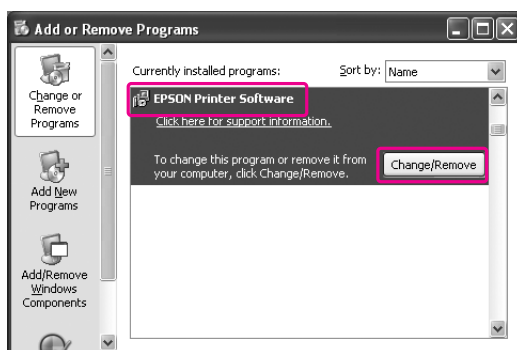 Add or Remove Programs
Change or
Remove
Programs
Add New
Programs
Add/Remove
Windows
Components
Currently installed programs:
Sort by: Name
EPSON Printer Software
Click here for support information.
To change this program or remove it from
your computer, click Change/Remove.
Change/Remove